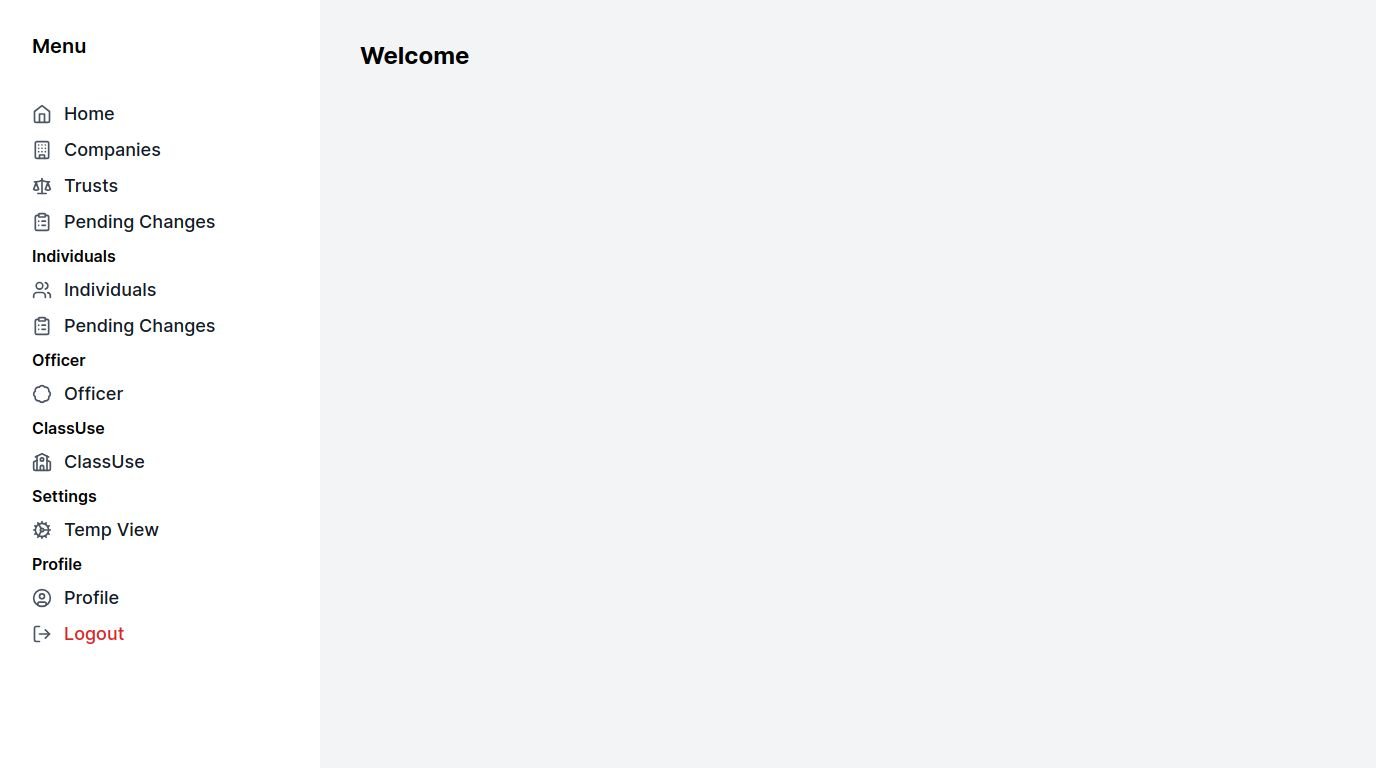 Menu
Home
Companies
Trusts
Pending Changes
Individuals
Individuals
Pending Changes
Officer
Officer
ClassUse
ClassUse
Settings
Temp View
Profile
Profile
Logout
Welcome